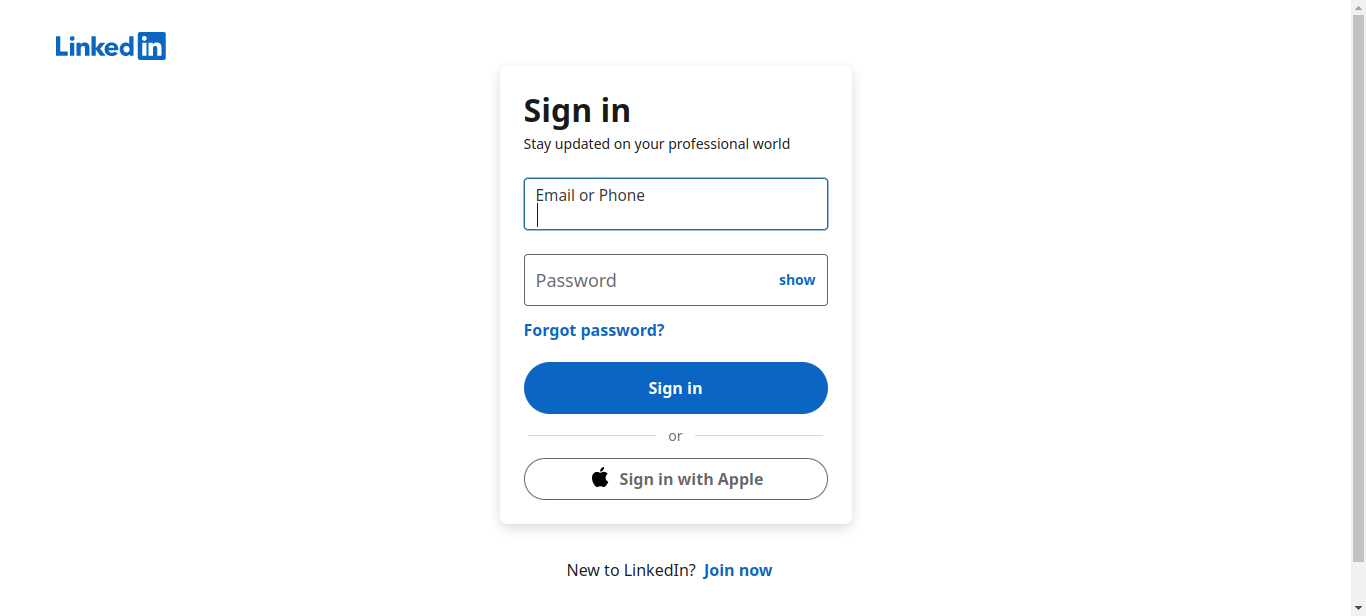 LinkedIn
Sign in
Stay updated on your professional world
Email or Phone
Password show
Forgot password?
Sign in
or
Sign in with Apple
New to LinkedIn? Join now